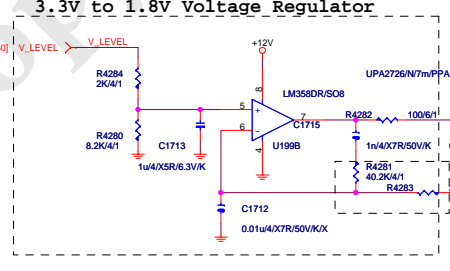 3.3V to 1.8V Voltage Regulator
V_LEVEL
V_LEVEL
+12V
R4284
2K/4/1
LM358DR/SO8
UPA2726/N/7m/PPA
8
5
+
7
C1715
R4282
100/6/1
6
-
R4280
8.2K/4/1
C1713
4
U199B
1n/4/X7R/50V/K
1u/4/X5R/6.3V/K
R4281
40.2K/4/1
R4283
C1712
0.01u/4/X7R/50V/K/X